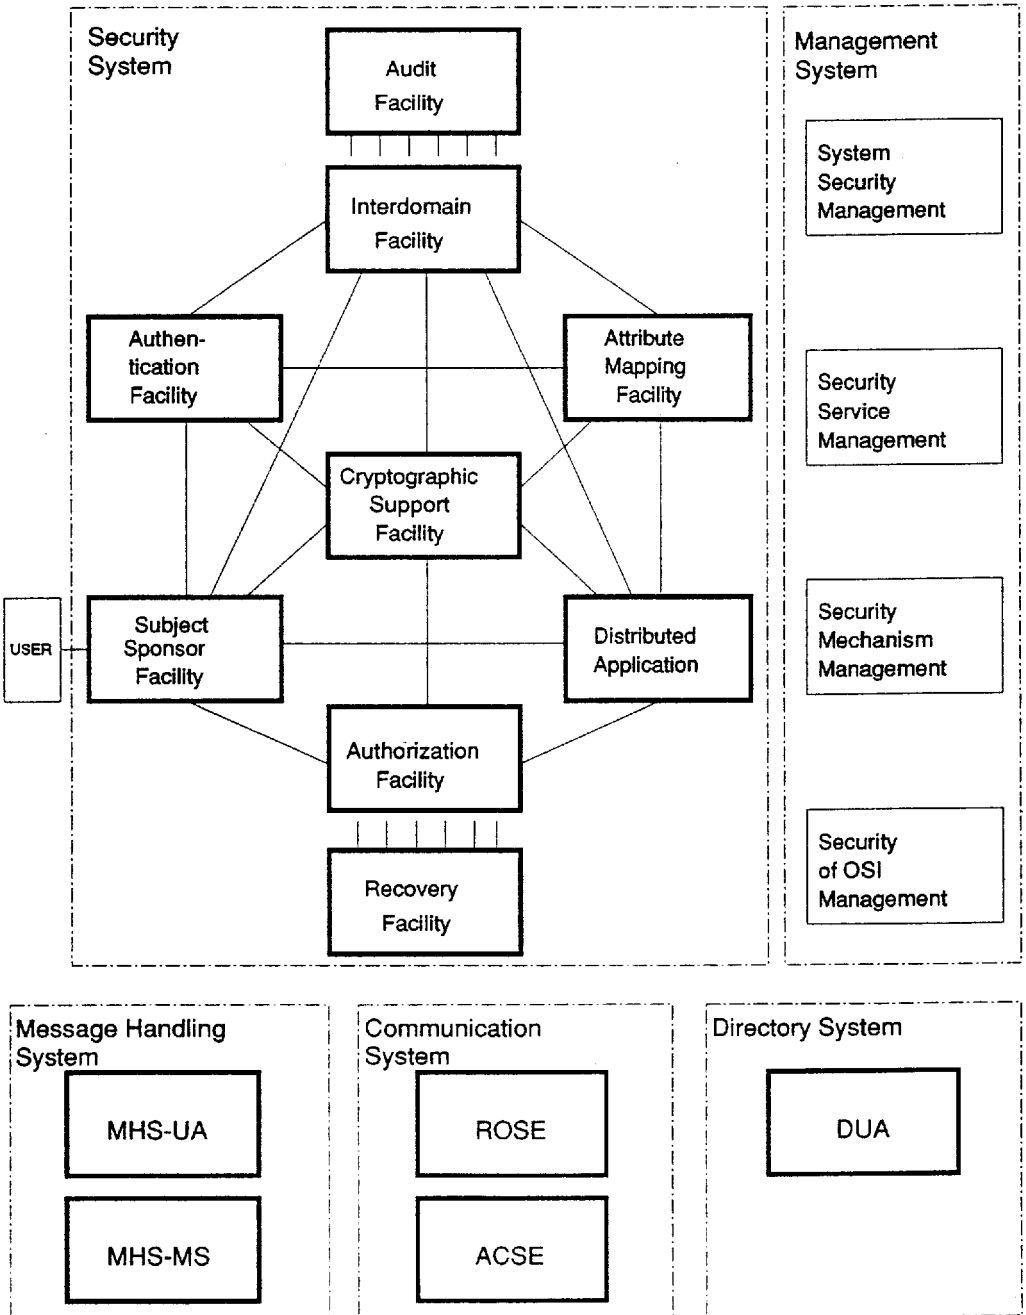 Security
System
Audit
Facility
Interdomain
Facility
Authen-
tication
Facility
Attribute
Mapping
Facility
Cryptographic
Support
Facility
USER
Subject
Sponsor
Facility
Distributed
Application
Authorization
Facility
Recovery
Facility
Management
System
System
Security
Management
Security
Service
Management
Security
Mechanism
Management
Security
of OSI
Management
Message Handling
System
MHS-UA
MHS-MS
Communication
System
ROSE
ACSE
Directory System
DUA